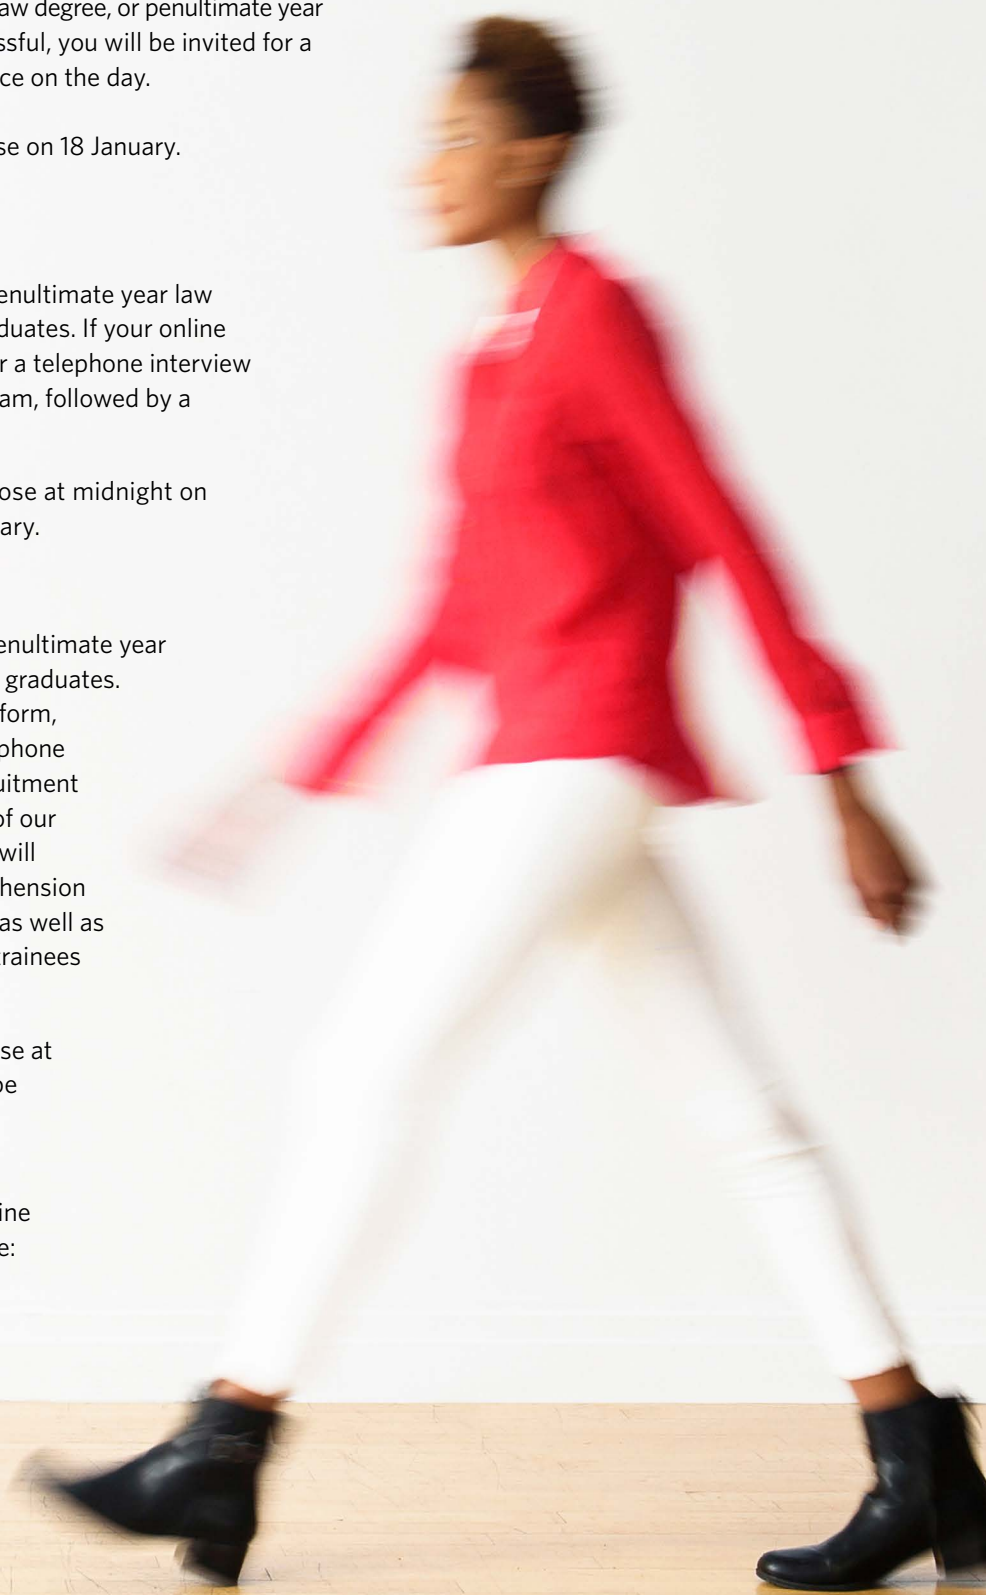 aw degree, or penultimate year
ssful, you will be invited for a
ce on the day.
se on 18 January.
enultimate year law
duates. If your online
r a telephone interview
am, followed by a
ose at midnight on
ary.
enultimate year
graduates.
form,
phone
uitment
of our
will
hension
as well as
trainees
se at
be
ine
e: